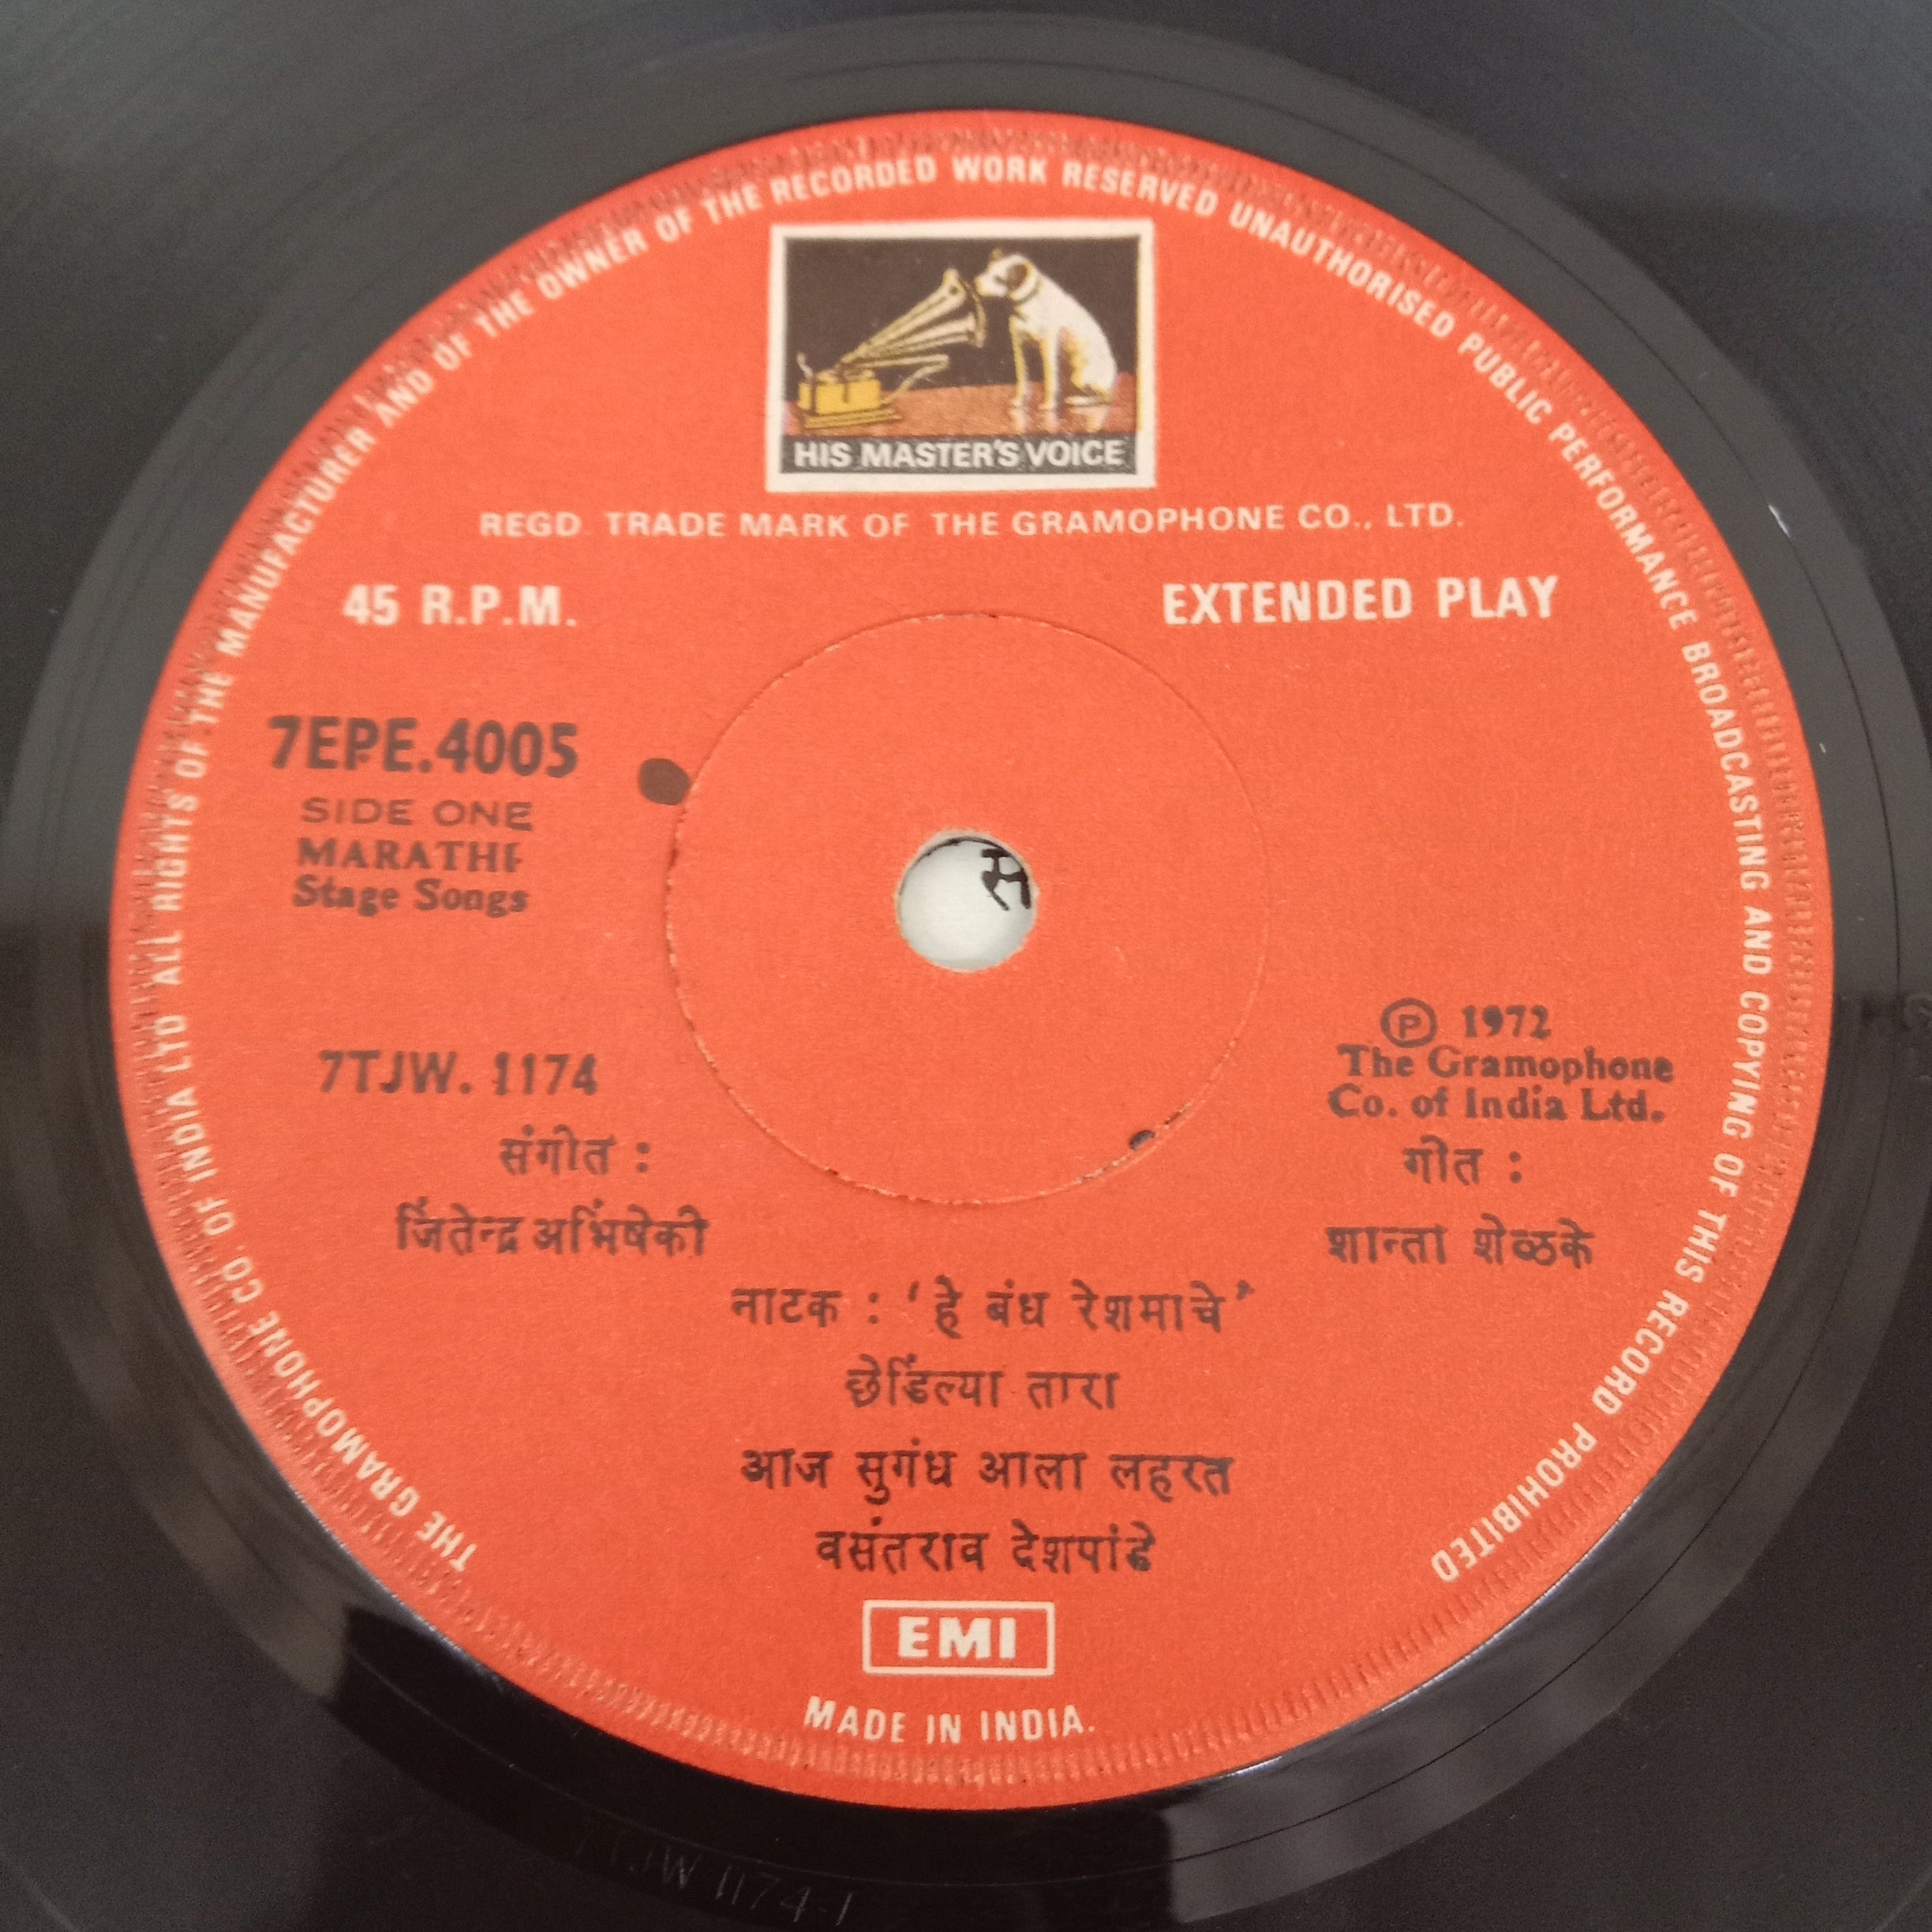 THE GRAMOPHONE CO. OF INDIA LTD ALL RIGHTS OF THE MANUFACTURER AND OF THE OWNER OF THE RECORDED WORK RESERVED UNAUTHORISED PUBLIC PERFORMANCE BROADCASTING AND COPYING OF THIS RECORD PROHIBITED
HIS MASTER'S VOICE
REGD. TRADE MARK OF THE GRAMOPHONE CO., LTD.
45 R.P.M.
EXTENDED PLAY
7EPE.4005
SIDE ONE
MARATHI
Stage Songs
स
℗ 1972
The Gramophone
Co. of India Ltd.
7TJW. 1174
संगीत :
जितेन्द्र अभिषेकी
गीत :
शान्ता शेळके
नाटक : ‘हे बंध रेशमाचे’
छेडिल्या तारा
आज सुगंध आला लहरत
वसंतराव देशपांडे
EMI
MADE IN INDIA.
7TJW 1174-1